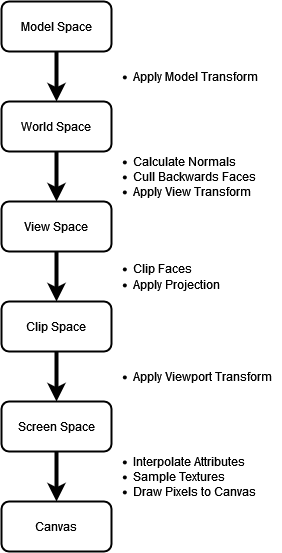 Model Space
• Apply Model Transform
World Space
• Calculate Normals
• Cull Backwards Faces
• Apply View Transform
View Space
• Clip Faces
• Apply Projection
Clip Space
• Apply Viewport Transform
Screen Space
• Interpolate Attributes
• Sample Textures
• Draw Pixels to Canvas
Canvas